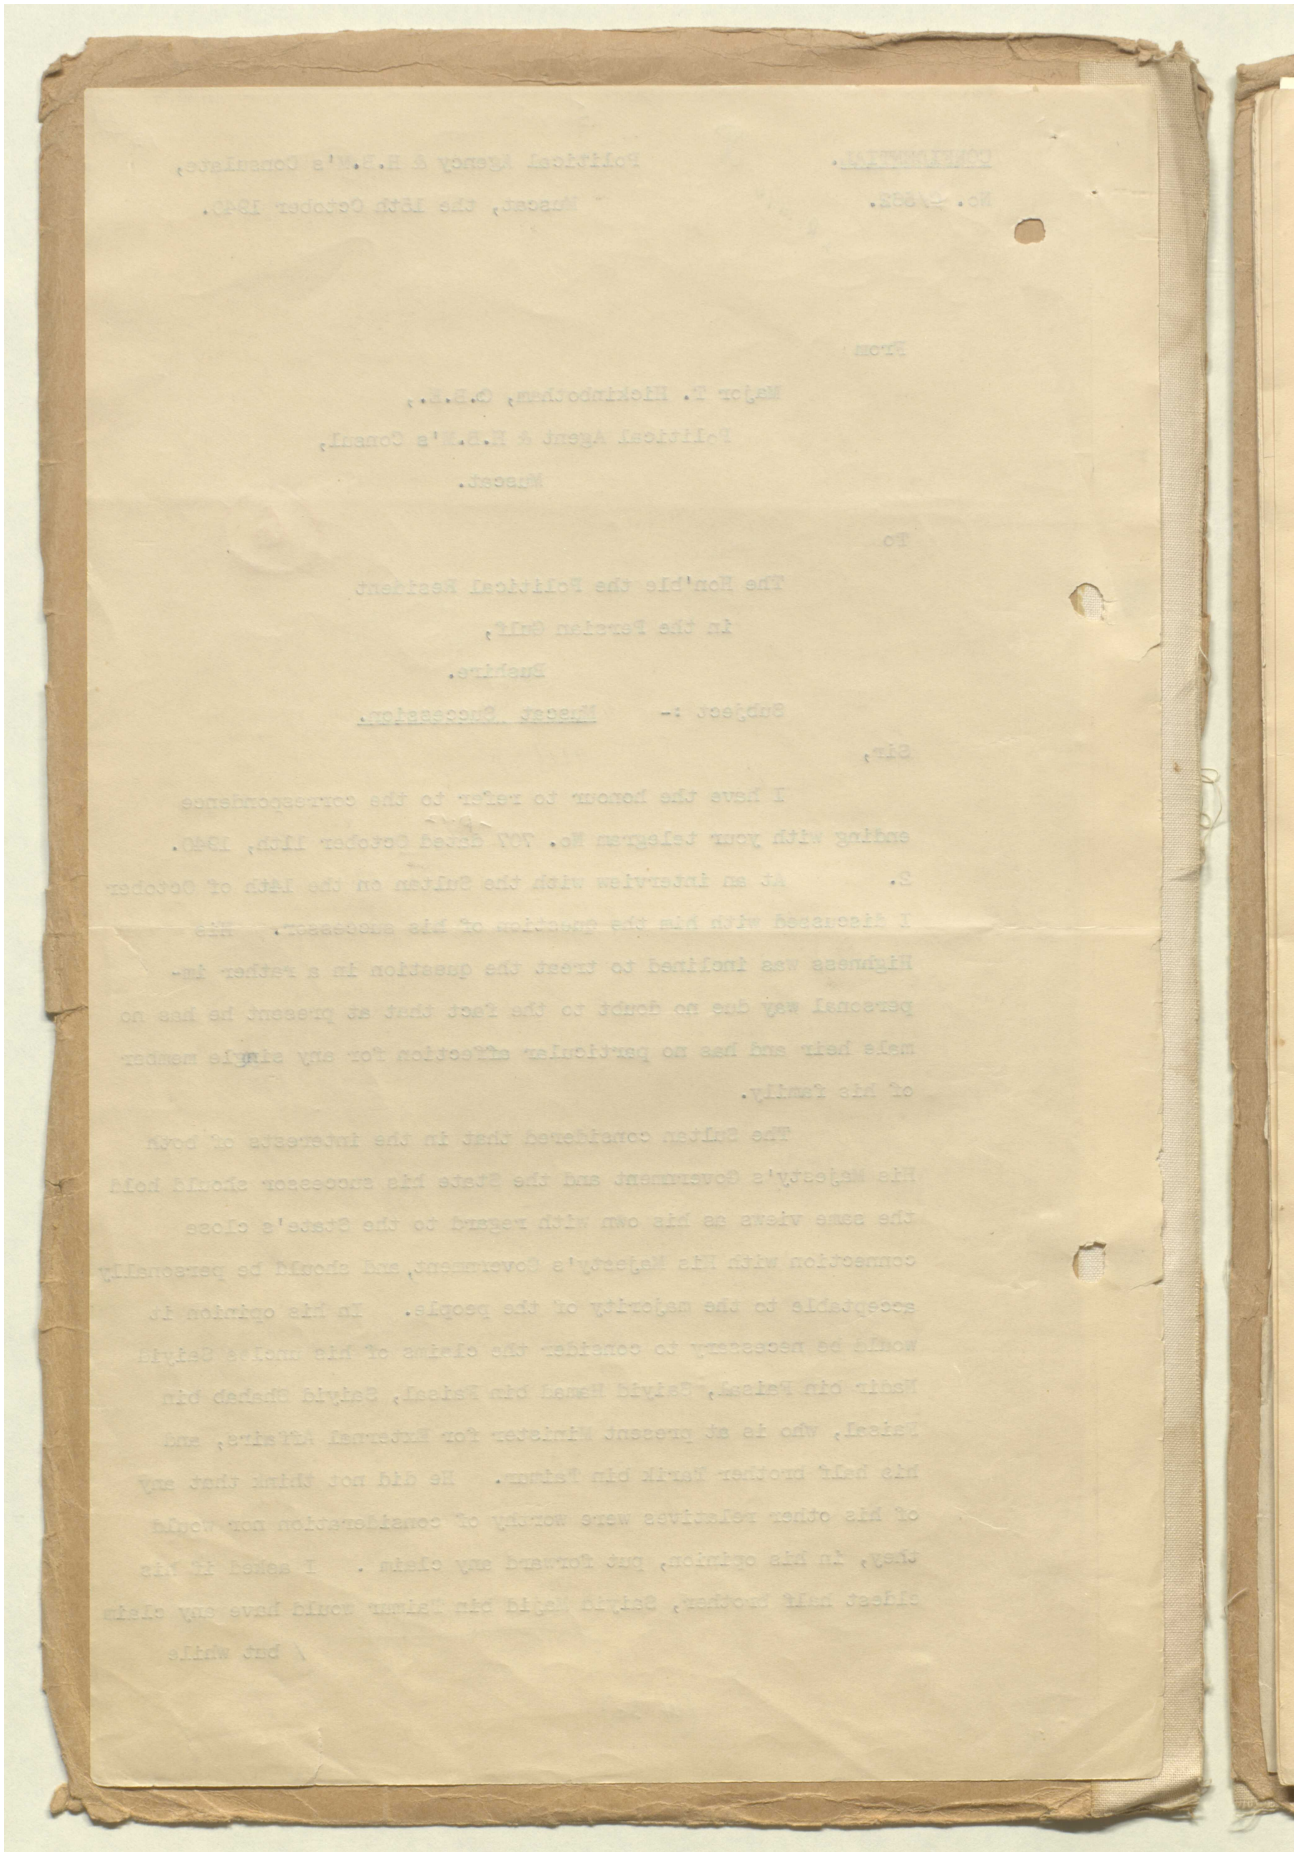 CONFIDENTIAL. Political Agency & H.B.M's Consulate,
No. C/662. Muscat, the 15th October 1940.
From
Major T. Hickinbotham, O.B.E.,
Political Agent & H.B.M's Consul,
Muscat.
To
The Hon'ble the Political Resident
in the Persian Gulf,
Bushire.
Subject :- Muscat Succession.
Sir,
I have the honour to refer to the correspondence
ending with your telegram No. 707 dated October 11th, 1940.
2. At an interview with the Sultan on the 14th of October
I discussed with him the question of his successor. His
Highness was inclined to treat the question in a rather im-
personal way due no doubt to the fact that at present he has no
male heir and has no particular affection for any single member
of his family.
The Sultan considered that in the interests of both
His Majesty's Government and the State his successor should hold
the same views as his own with regard to the State's close
connection with His Majesty's Government, and should be personally
acceptable to the majority of the people. In his opinion it
would be necessary to consider the claims of his uncles Saiyid
Nadir bin Faisal, Saiyid Hamad bin Faisal, Saiyid Shahab bin
Faisal, who is at present Minister for External Affairs, and
his half brother Tarik bin Taimur. He did not think that any
of his other relatives were worthy of consideration nor would
they, in his opinion, put forward any claim . I asked if his
eldest half brother, Saiyid Majid bin Taimur would have any claim
/ but while